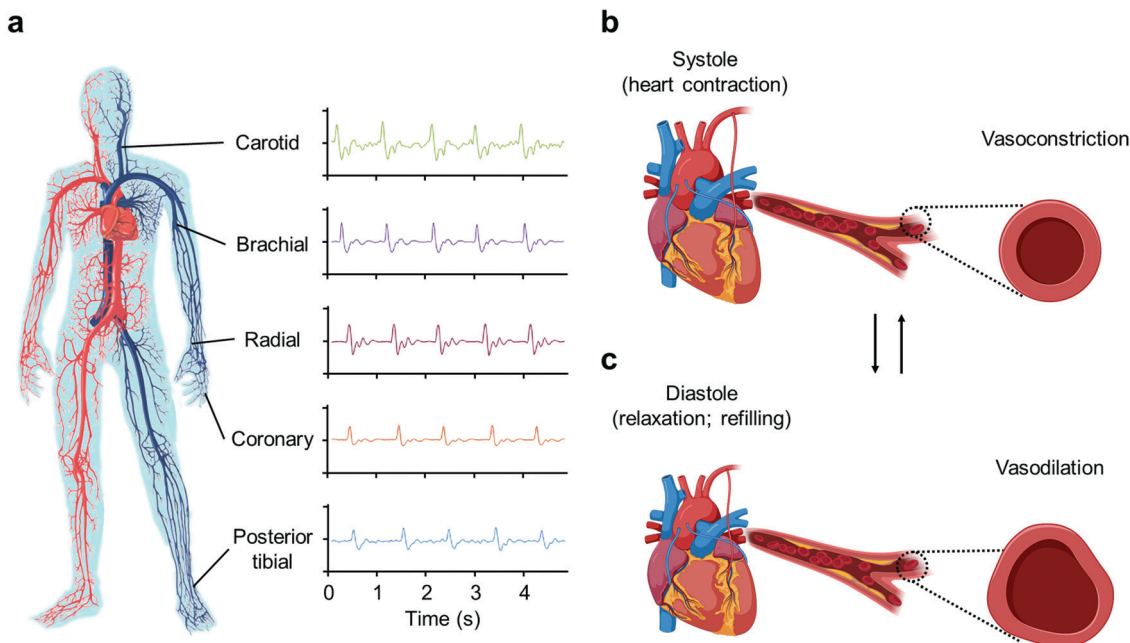 a
Carotid
Brachial
Radial
Coronary
Posterior
tibial
0 1 2 3 4
Time (s)
b
Systole
(heart contraction)
Vasoconstriction
c
Diastole
(relaxation; refilling)
Vasodilation